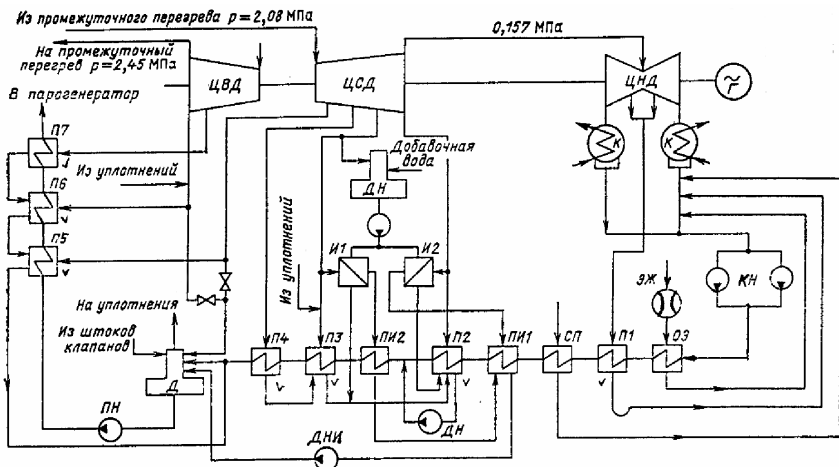 Из промежуточного перегрева р=2,08 МПа
0,157 МПа
На промежуточный
перегрев р=2,45 МПа
ЦВД
ЦСД
ЦНД
Г
В парогенератор
П7
Из уплотнений
Добавочная
вода
К
К
П6
ДН
П5
Из уплотнений
И1
И2
ЭЖ
КН
На уплотнения
Из штоков
клапанов
П4
П3
ПИ2
П2
ПИ1
СП
П1
ОЭ
Д
ПН
ДН
ДНИ